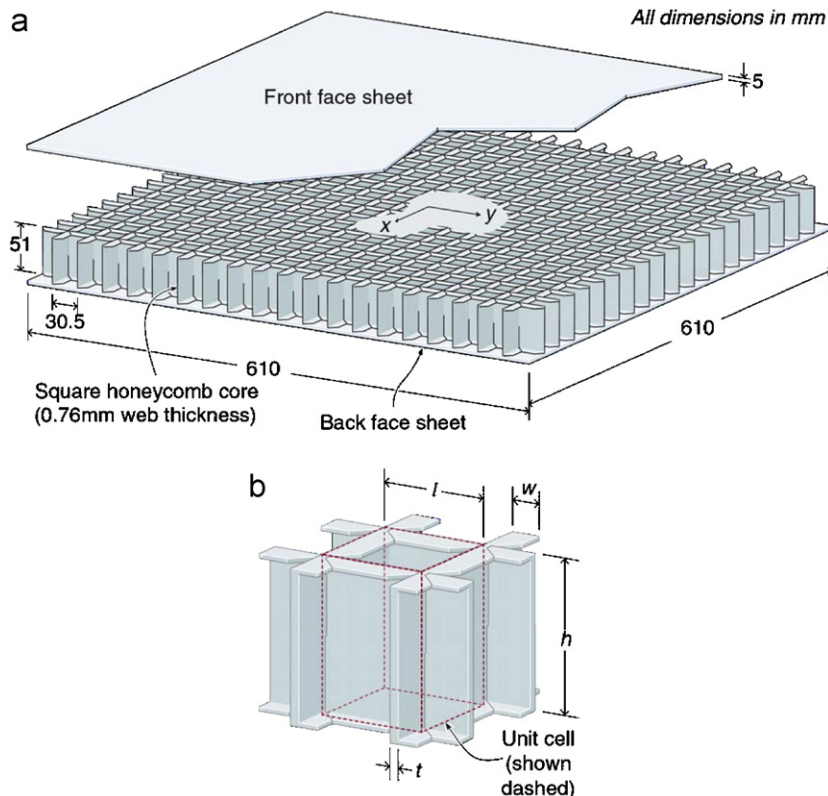 a
All dimensions in mm
Front face sheet
5
x
y
51
30.5
610
610
Square honeycomb core
(0.76mm web thickness)
Back face sheet
b
l
w
h
t
Unit cell
(shown
dashed)